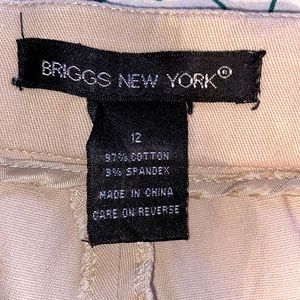 BRIGGS NEW YORK®
12
97% COTTON
3% SPANDEX
MADE IN CHINA
CARE ON REVERSE